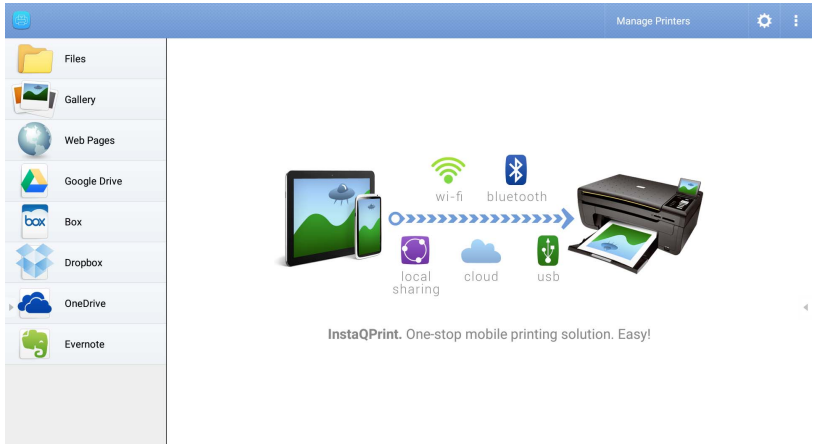 Manage Printers
Files
Gallery
Web Pages
Google Drive
box
Box
Dropbox
OneDrive
Evernote
wi-fi
bluetooth
local
sharing
cloud
usb
InstaQPrint. One-stop mobile printing solution. Easy!